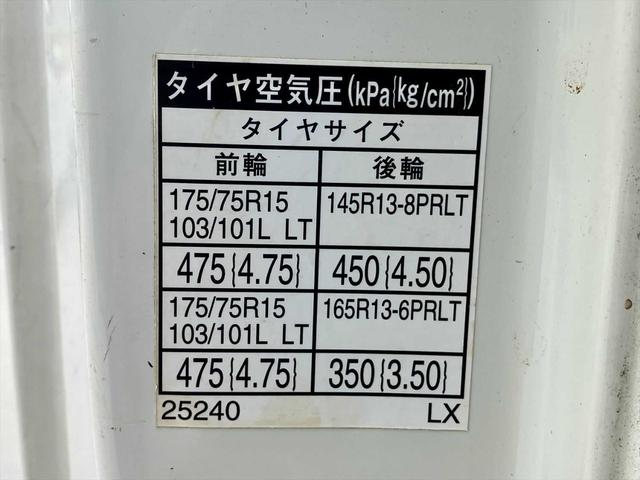 タイヤ空気圧(kPa{kg/cm²})
タイヤサイズ
前輪 後輪
175/75R15 145R13-8PRLT
103/101L LT
475{4.75} 450{4.50}
175/75R15 165R13-6PRLT
103/101L LT
475{4.75} 350{3.50}
25240 LX